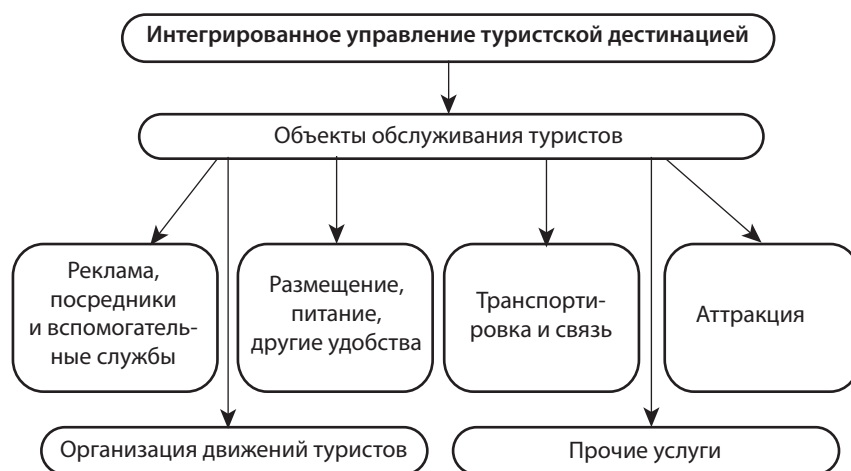 Интегрированное управление туристской дестинацией
Объекты обслуживания туристов
Реклама,
посредники
и вспомогатель-
ные службы
Размещение,
питание,
другие удобства
Транспорти-
ровка и связь
Аттракция
Организация движений туристов
Прочие услуги